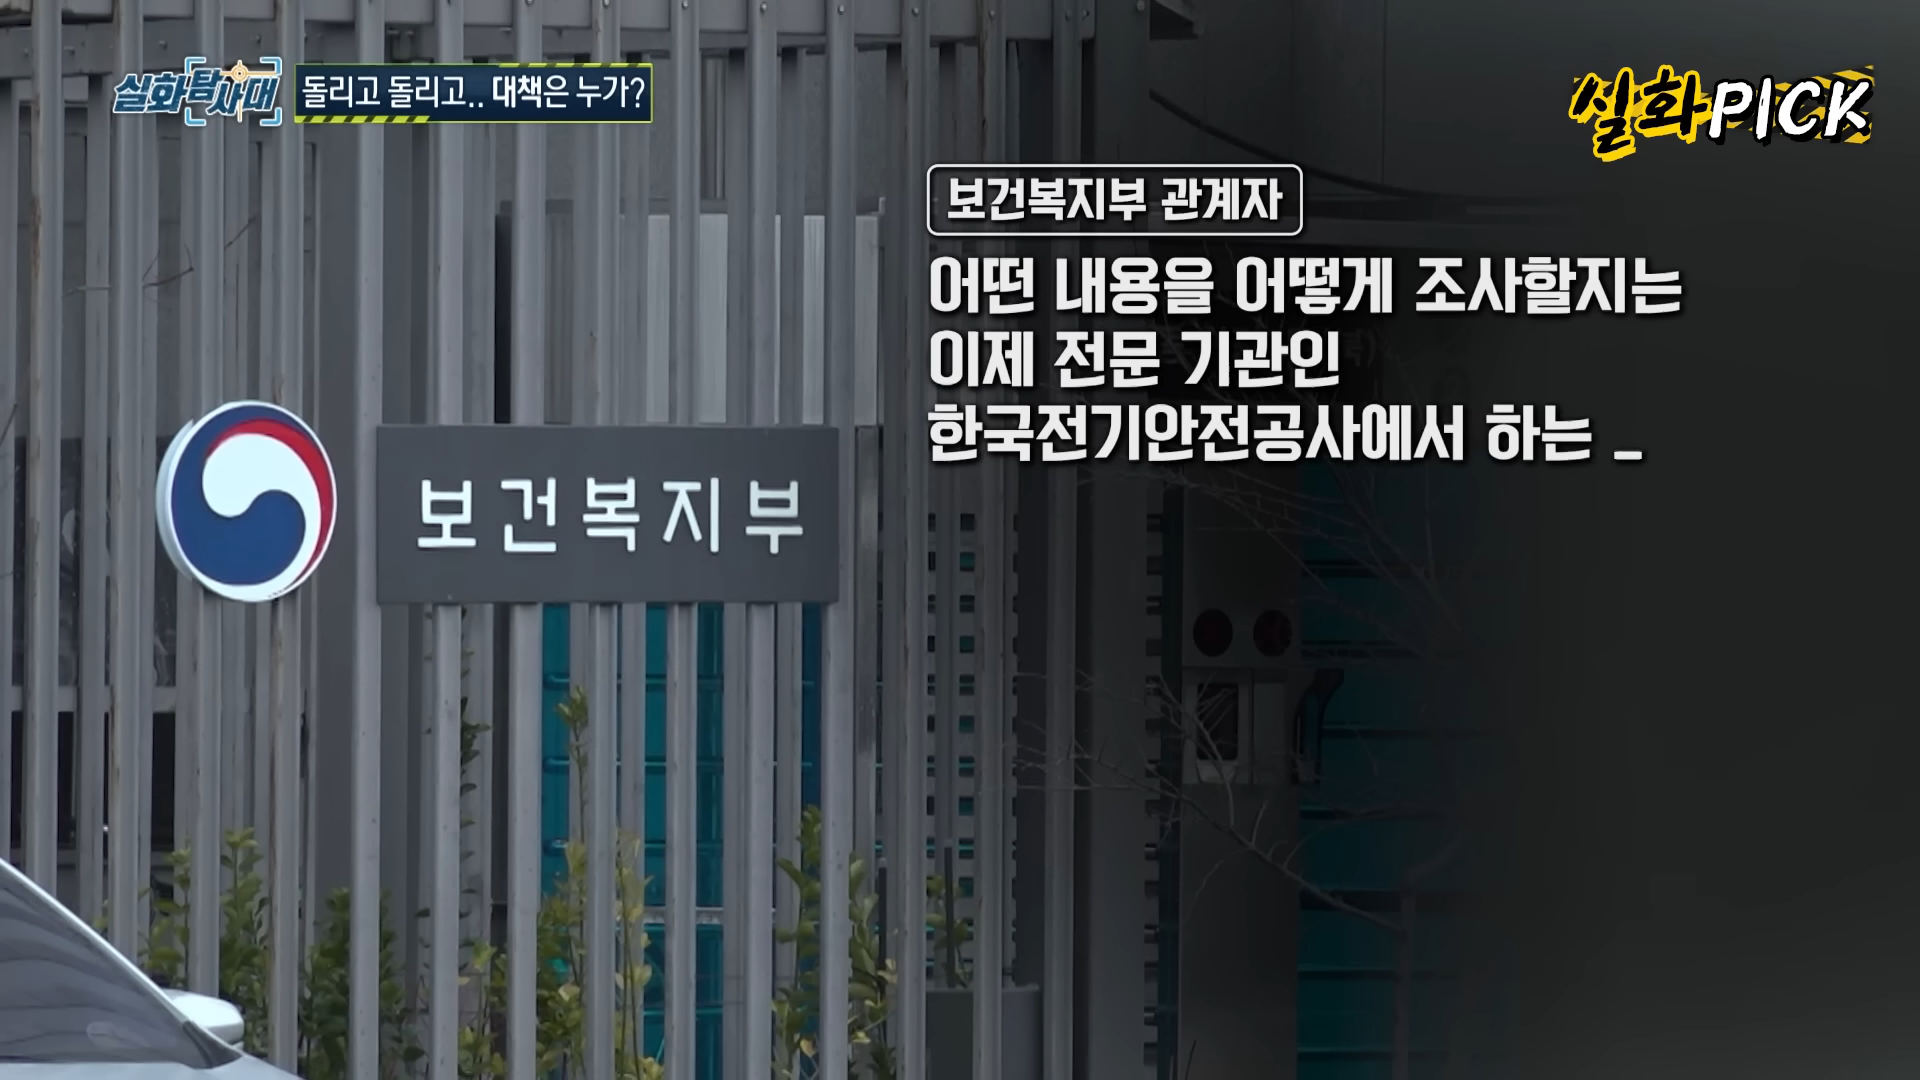 실화탐사대
돌리고 돌리고.. 대책은 누가?
실화PICK
보건복지부 관계자
어떤 내용을 어떻게 조사할지는
이제 전문 기관인
한국전기안전공사에서 하는 _
보건복지부